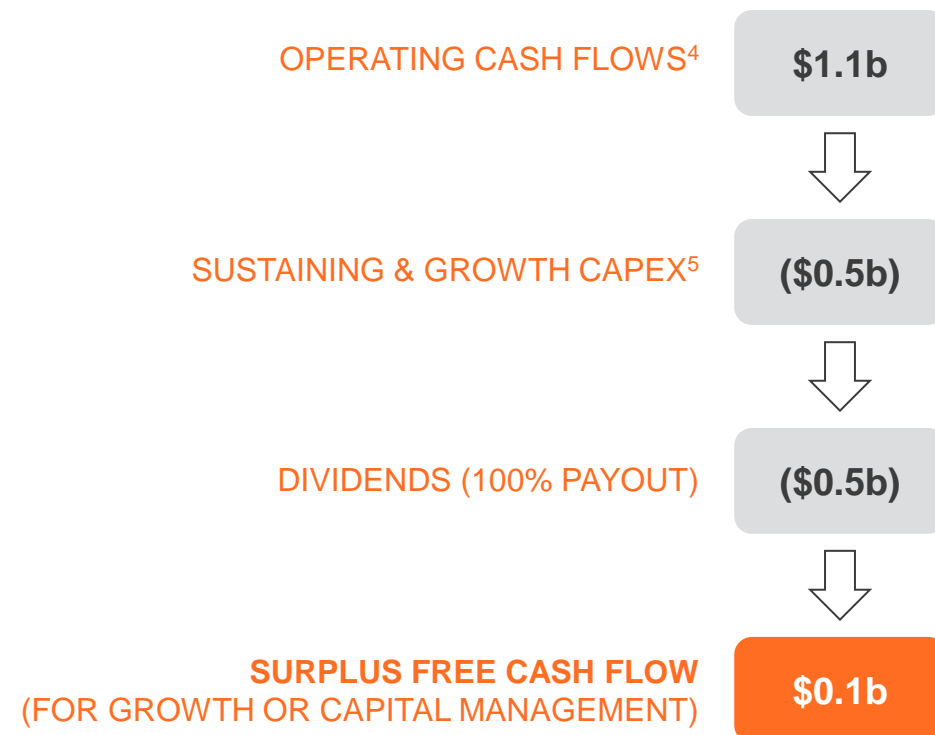 OPERATING CASH FLOWS⁴ $1.1b
SUSTAINING & GROWTH CAPEX⁵ ($0.5b)
DIVIDENDS (100% PAYOUT) ($0.5b)
SURPLUS FREE CASH FLOW
(FOR GROWTH OR CAPITAL MANAGEMENT) $0.1b